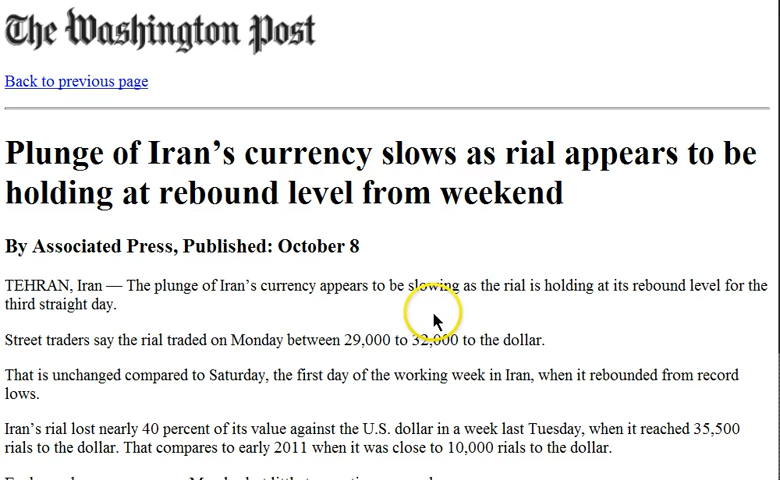 The Washington Post
Back to previous page
Plunge of Iran’s currency slows as rial appears to be
holding at rebound level from weekend
By Associated Press, Published: October 8
TEHRAN, Iran — The plunge of Iran’s currency appears to be slowing as the rial is holding at its rebound level for the
third straight day.
Street traders say the rial traded on Monday between 29,000 to 32,000 to the dollar.
That is unchanged compared to Saturday, the first day of the working week in Iran, when it rebounded from record
lows.
Iran’s rial lost nearly 40 percent of its value against the U.S. dollar in a week last Tuesday, when it reached 35,500
rials to the dollar. That compares to early 2011 when it was close to 10,000 rials to the dollar.